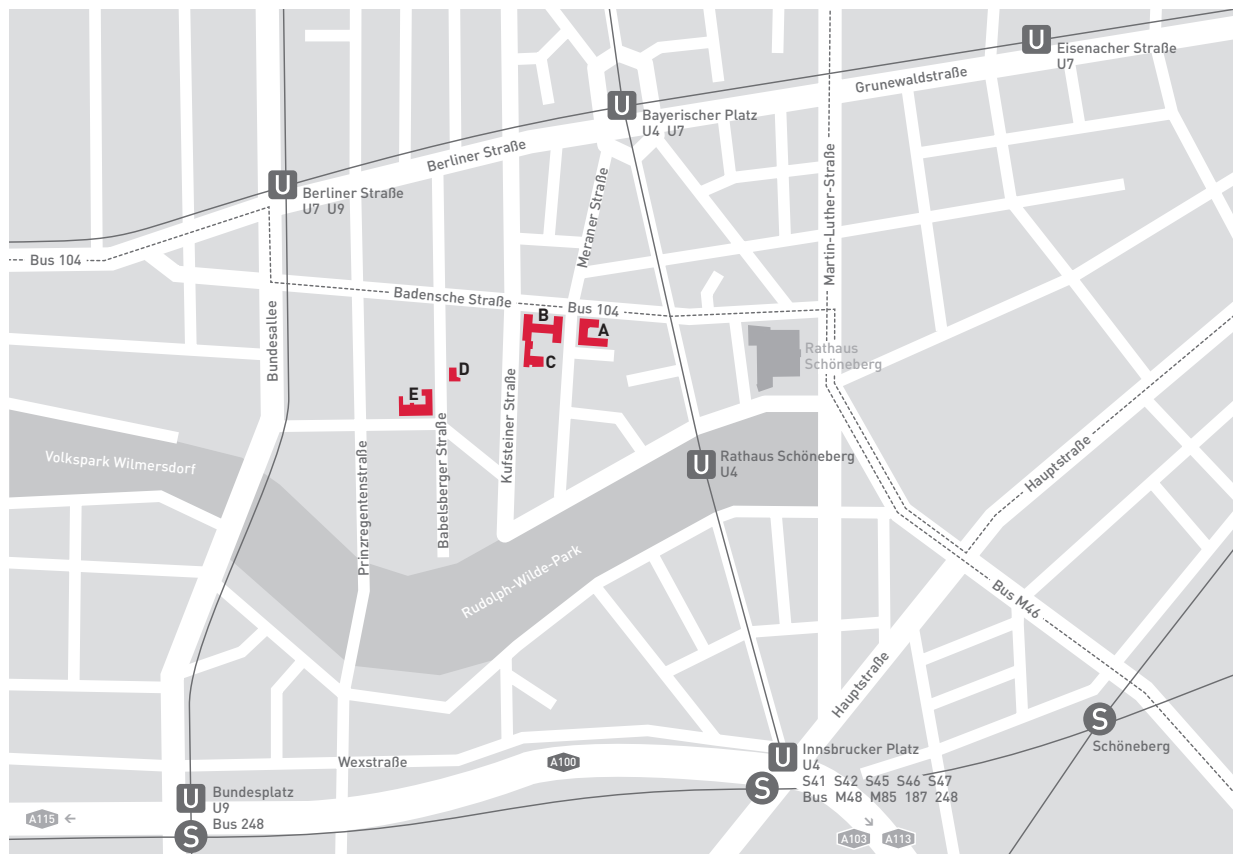 U
Eisenacher Straße
U7
Grunewaldstraße
U
Bayerischer Platz
U4 U7
Berliner Straße
U
Berliner Straße
U7 U9
Meraner Straße
Martin-Luther-Straße
Bus 104
Badensche Straße
Bus 104
Bundesallee
B
A
C
D
E
Rathaus
Schöneberg
Kufsteiner Straße
Babelsberger Straße
Prinzregentenstraße
Volkspark Wilmersdorf
U
Rathaus Schöneberg
U4
Hauptstraße
Rudolph-Wilde-Park
Bus M46
Hauptstraße
S
Schöneberg
Wexstraße
A100
U
Innsbrucker Platz
U4
S41 S42 S45 S46 S47
Bus M48 M85 187 248
S
U
Bundesplatz
U9
Bus 248
S
A115 ←
↘
A103 A113